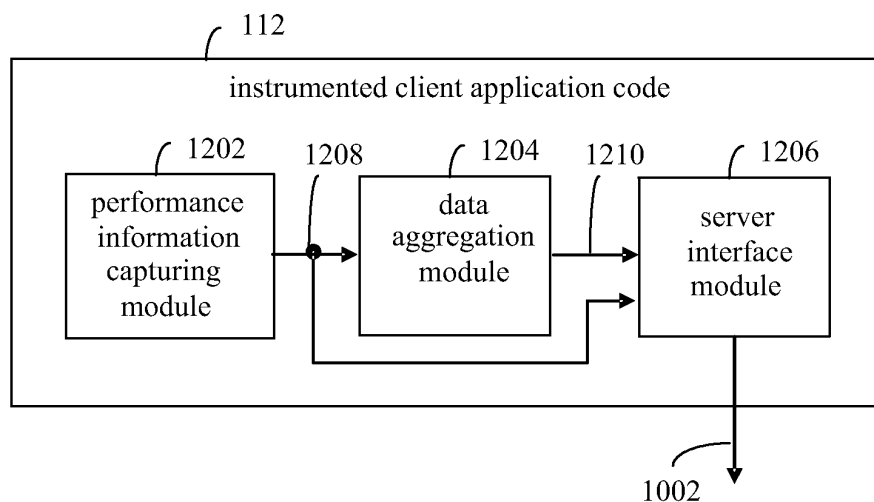 112
instrumented client application code
1202
1208
1204
1210
1206
performance
information
capturing
module
data
aggregation
module
server
interface
module
1002